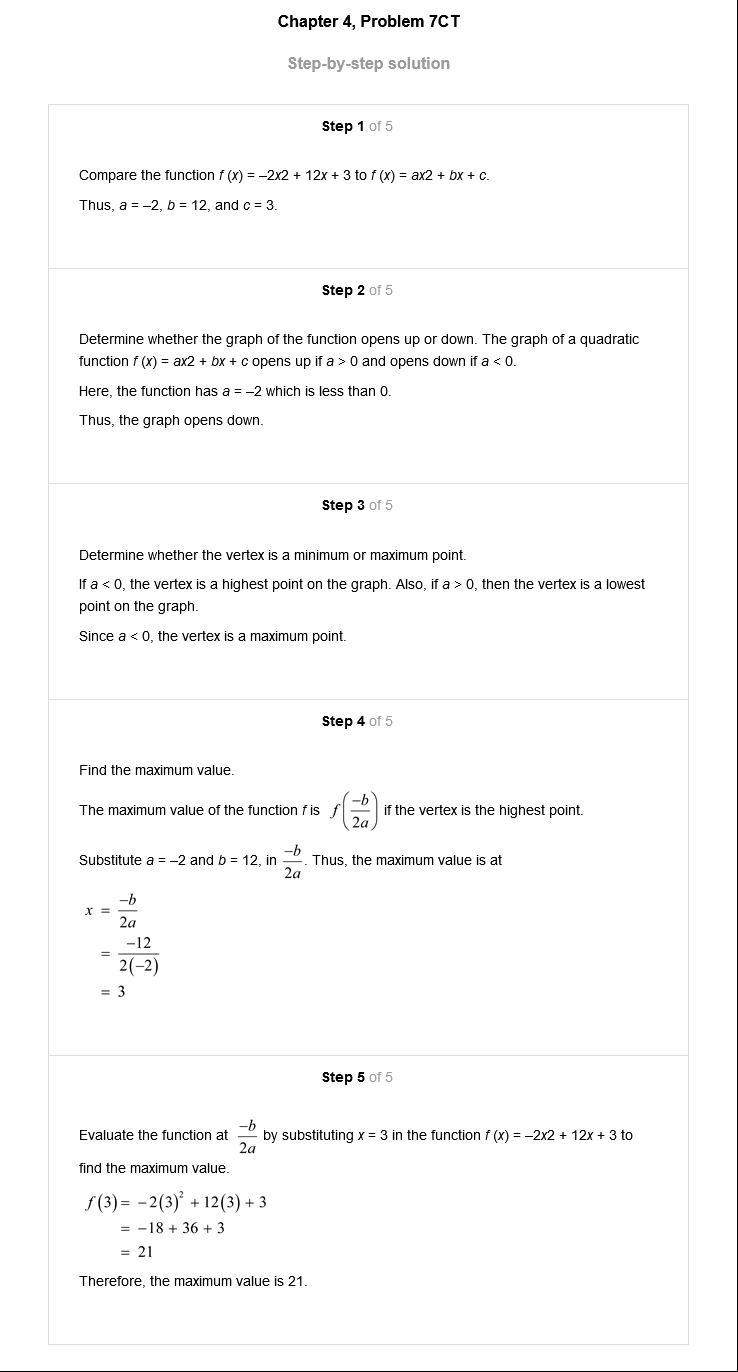 Chapter 4, Problem 7CT
Step-by-step solution
Step 1 of 5
Compare the function f (x) = –2x2 + 12x + 3 to f (x) = ax2 + bx + c.
Thus, a = –2, b = 12, and c = 3.
Step 2 of 5
Determine whether the graph of the function opens up or down. The graph of a quadratic
function f (x) = ax2 + bx + c opens up if a > 0 and opens down if a < 0.
Here, the function has a = –2 which is less than 0.
Thus, the graph opens down.
Step 3 of 5
Determine whether the vertex is a minimum or maximum point.
If a < 0, the vertex is a highest point on the graph. Also, if a > 0, then the vertex is a lowest
point on the graph.
Since a < 0, the vertex is a maximum point.
Step 4 of 5
Find the maximum value.
The maximum value of the function f is f(−b/2a) if the vertex is the highest point.
Substitute a = –2 and b = 12, in −b/2a. Thus, the maximum value is at
x = −b/2a
= −12/2(−2)
= 3
Step 5 of 5
Evaluate the function at −b/2a by substituting x = 3 in the function f (x) = –2x2 + 12x + 3 to
find the maximum value.
f(3) = −2(3)² + 12(3) + 3
= −18 + 36 + 3
= 21
Therefore, the maximum value is 21.